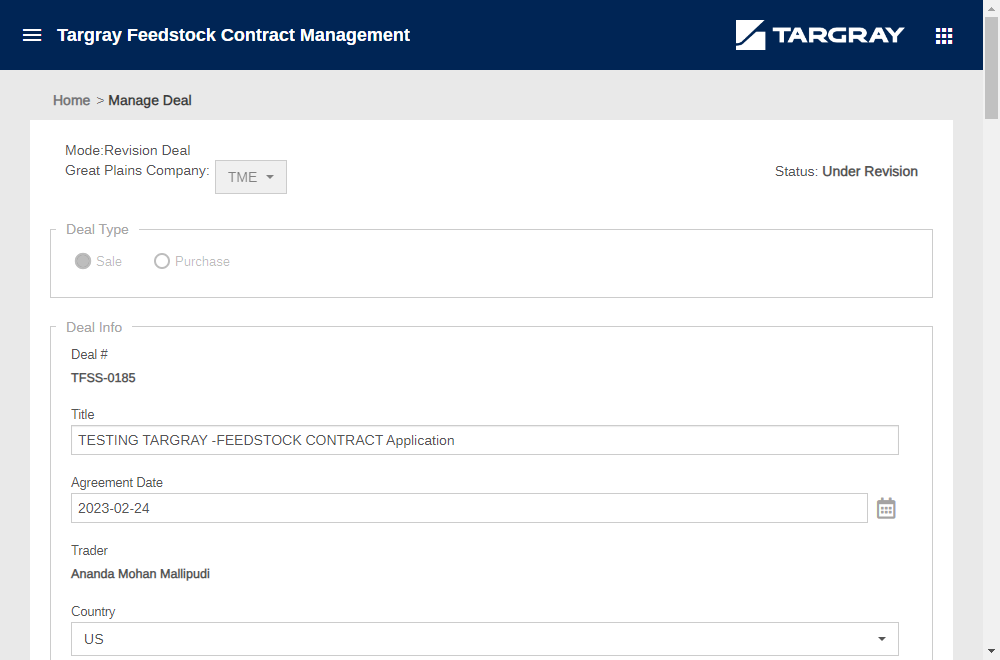 Targray Feedstock Contract Management
TARGRAY
Home > Manage Deal
Mode:Revision Deal
Great Plains Company: TME
Status: Under Revision
Deal Type
Sale Purchase
Deal Info
Deal #
TFSS-0185
Title
TESTING TARGRAY -FEEDSTOCK CONTRACT Application
Agreement Date
2023-02-24
Trader
Ananda Mohan Mallipudi
Country
US